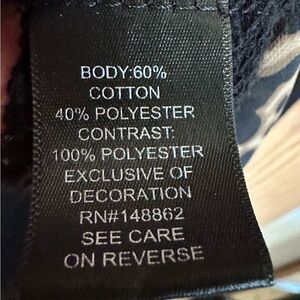 BODY:60%
COTTON
40% POLYESTER
CONTRAST:
100% POLYESTER
EXCLUSIVE OF
DECORATION
RN#148862
SEE CARE
ON REVERSE